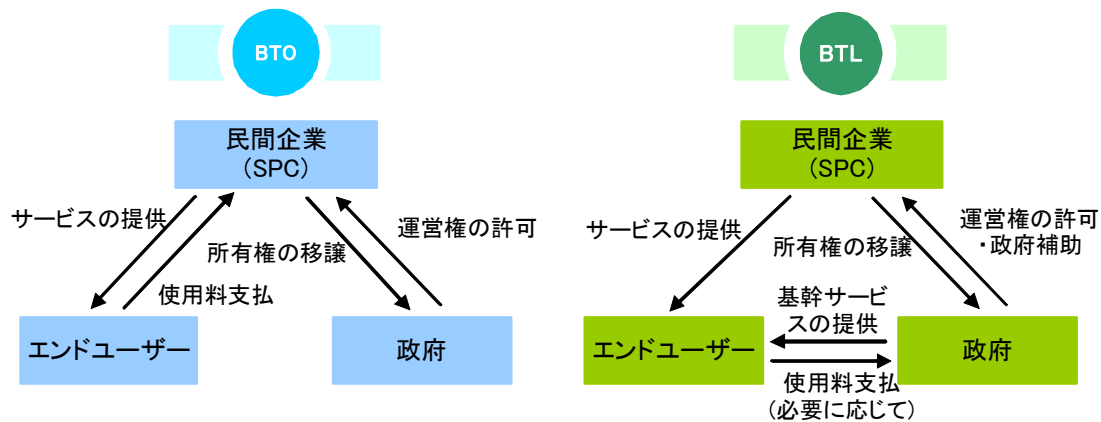 BTO
民間企業
(SPC)
サービスの提供
運営権の許可
所有権の移譲
使用料支払
エンドユーザー
政府
BTL
民間企業
(SPC)
サービスの提供
運営権の許可
・政府補助
所有権の移譲
基幹サービ
スの提供
エンドユーザー
政府
使用料支払
(必要に応じて)